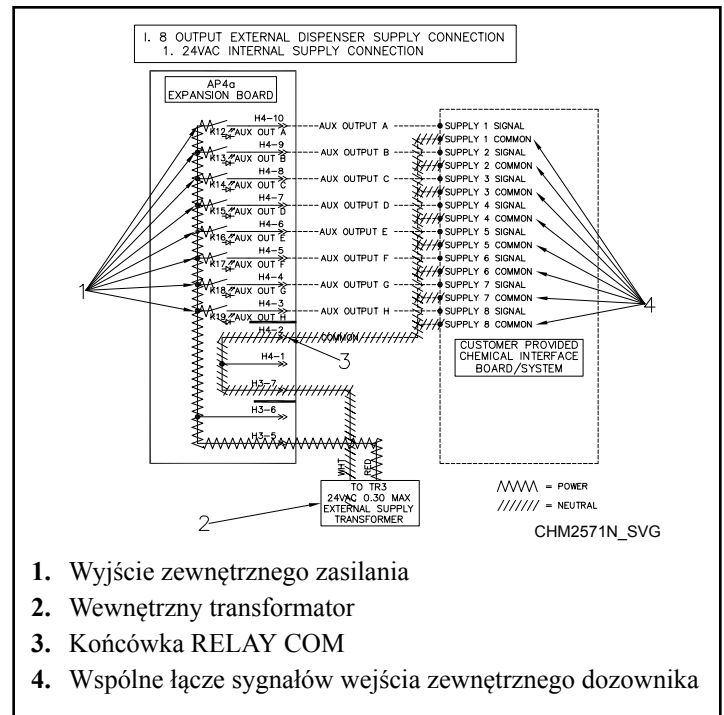 I. 8 OUTPUT EXTERNAL DISPENSER SUPPLY CONNECTION
1. 24VAC INTERNAL SUPPLY CONNECTION
AP4a
EXPANSION BOARD
H4-10
K12 AUX OUT A
AUX OUTPUT A
SUPPLY 1 SIGNAL
SUPPLY 1 COMMON
H4-9
K13 AUX OUT B
AUX OUTPUT B
SUPPLY 2 SIGNAL
SUPPLY 2 COMMON
H4-8
K14 AUX OUT C
AUX OUTPUT C
SUPPLY 3 SIGNAL
SUPPLY 3 COMMON
H4-7
K15 AUX OUT D
AUX OUTPUT D
SUPPLY 4 SIGNAL
SUPPLY 4 COMMON
H4-6
K16 AUX OUT E
AUX OUTPUT E
SUPPLY 5 SIGNAL
SUPPLY 5 COMMON
H4-5
K17 AUX OUT F
AUX OUTPUT F
SUPPLY 6 SIGNAL
SUPPLY 6 COMMON
H4-4
K18 AUX OUT G
AUX OUTPUT G
SUPPLY 7 SIGNAL
SUPPLY 7 COMMON
H4-3
K19 AUX OUT H
AUX OUTPUT H
SUPPLY 8 SIGNAL
SUPPLY 8 COMMON
1
4
H4-2
COMMON
3
H4-1
H3-7
H3-6
H3-5
CUSTOMER PROVIDED
CHEMICAL INTERFACE
BOARD/SYSTEM
WHT
RED
TO TR3
24VAC 0.30 MAX
EXTERNAL SUPPLY
TRANSFORMER
2
= POWER
= NEUTRAL
CHM2571N_SVG
1. Wyjście zewnętrznego zasilania
2. Wewnętrzny transformator
3. Końcówka RELAY COM
4. Wspólne łącze sygnałów wejścia zewnętrznego dozownika